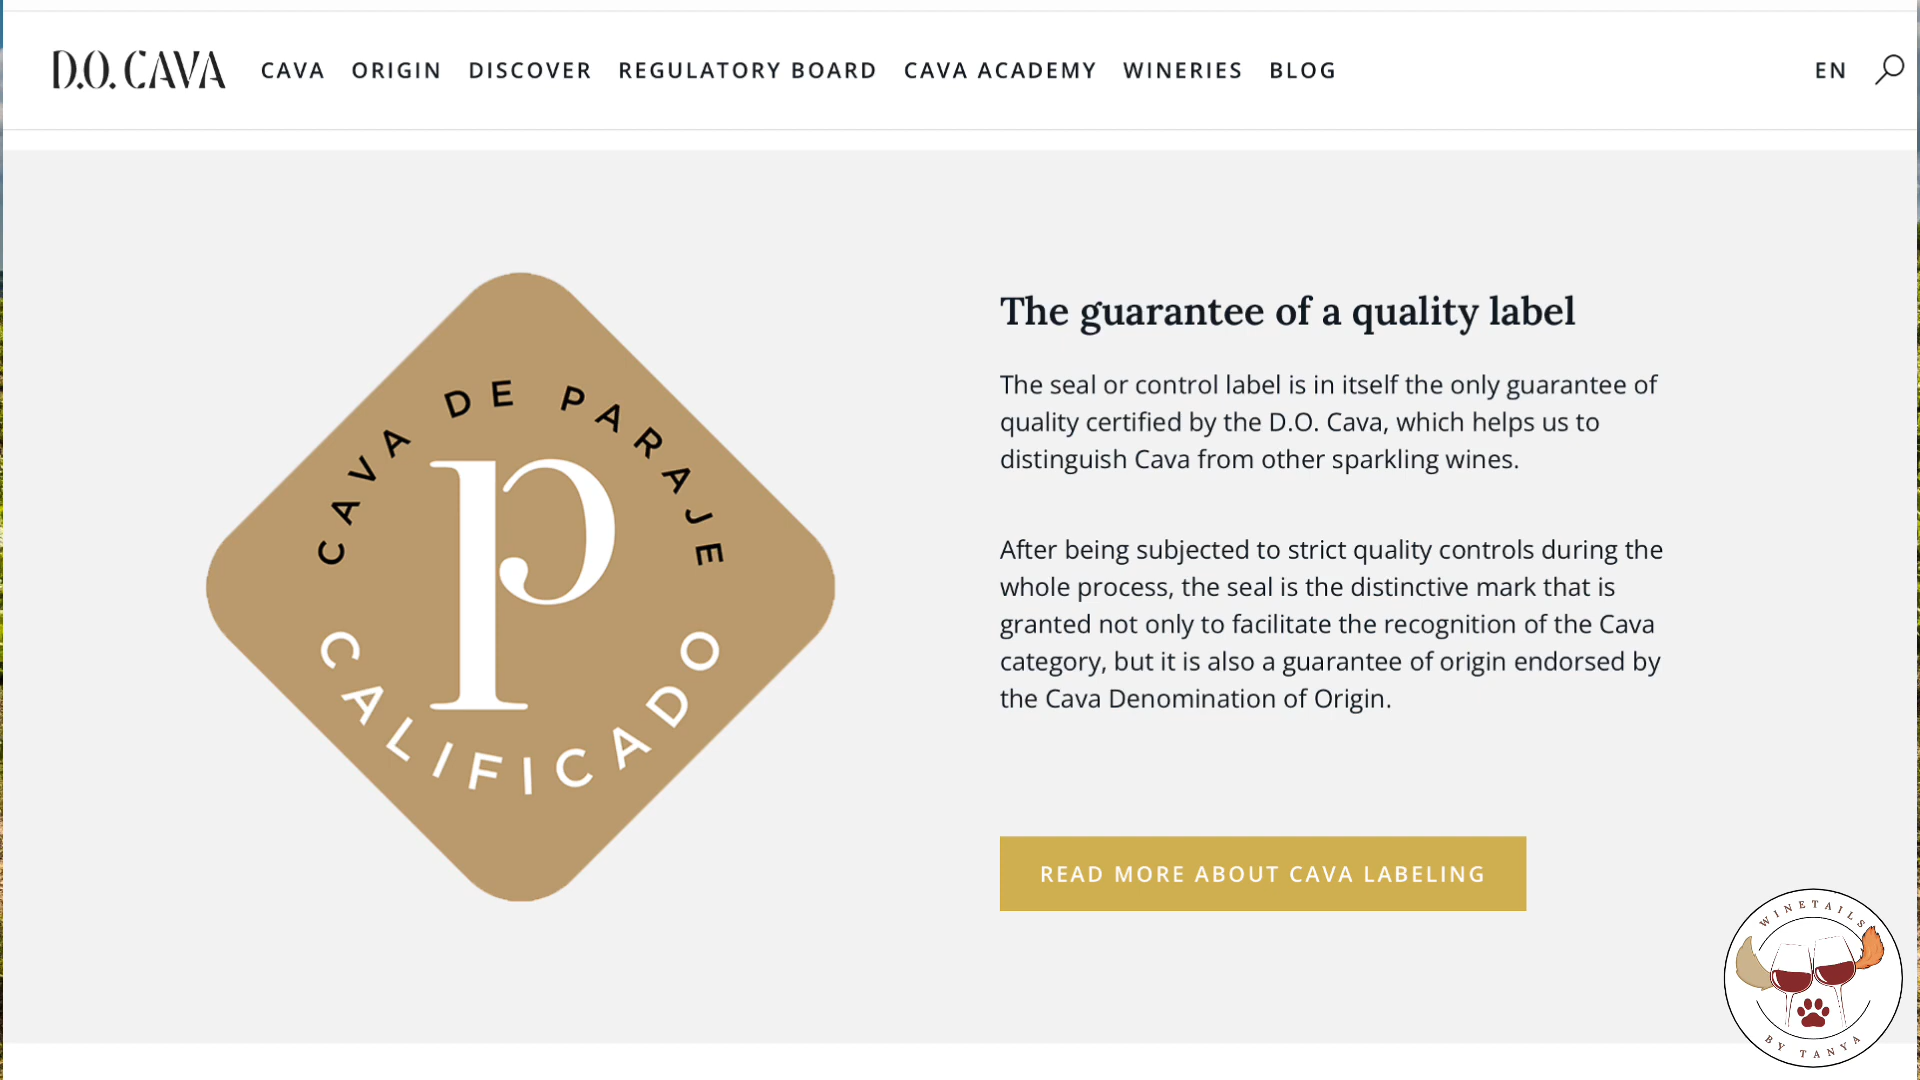 D.O. CAVA CAVA ORIGIN DISCOVER REGULATORY BOARD CAVA ACADEMY WINERIES BLOG EN
CAVA DE PARAJE
p
CALIFICADO
The guarantee of a quality label
The seal or control label is in itself the only guarantee of
quality certified by the D.O. Cava, which helps us to
distinguish Cava from other sparkling wines.
After being subjected to strict quality controls during the
whole process, the seal is the distinctive mark that is
granted not only to facilitate the recognition of the Cava
category, but it is also a guarantee of origin endorsed by
the Cava Denomination of Origin.
READ MORE ABOUT CAVA LABELING
WINETAILS
BY TANYA